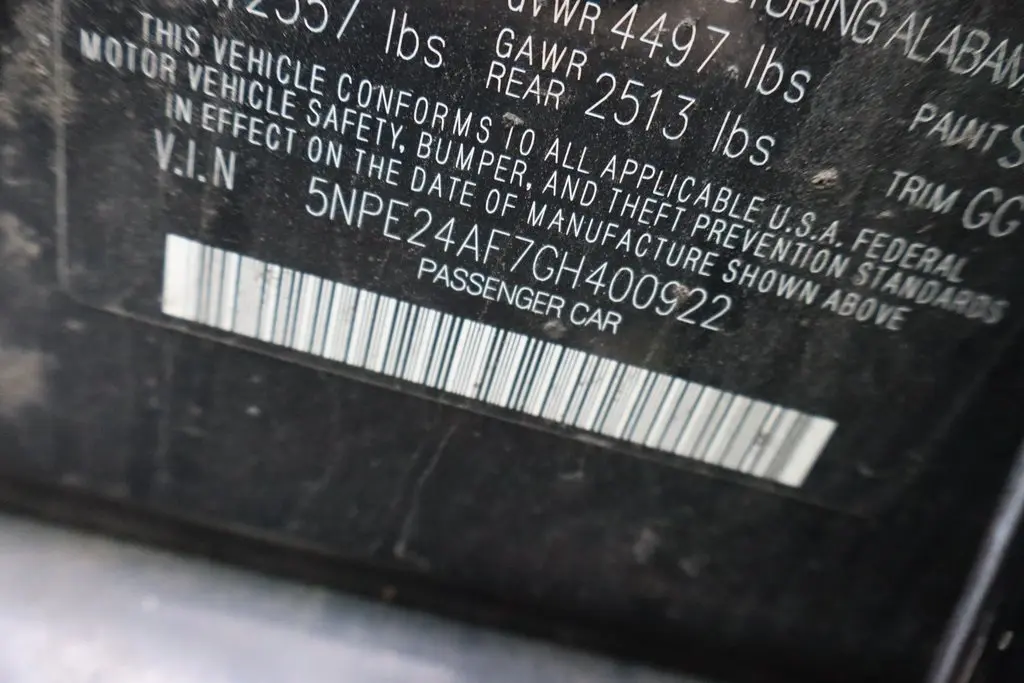 2557 lbs
GVWR 4497 lbs
GAWR
REAR 2513 lbs
PAINT
TRIM GG
THIS VEHICLE CONFORMS TO ALL APPLICABLE U.S.A. FEDERAL
MOTOR VEHICLE SAFETY, BUMPER, AND THEFT PREVENTION STANDARDS
IN EFFECT ON THE DATE OF MANUFACTURE SHOWN ABOVE
V.I.N 5NPE24AF7GH400922
PASSENGER CAR